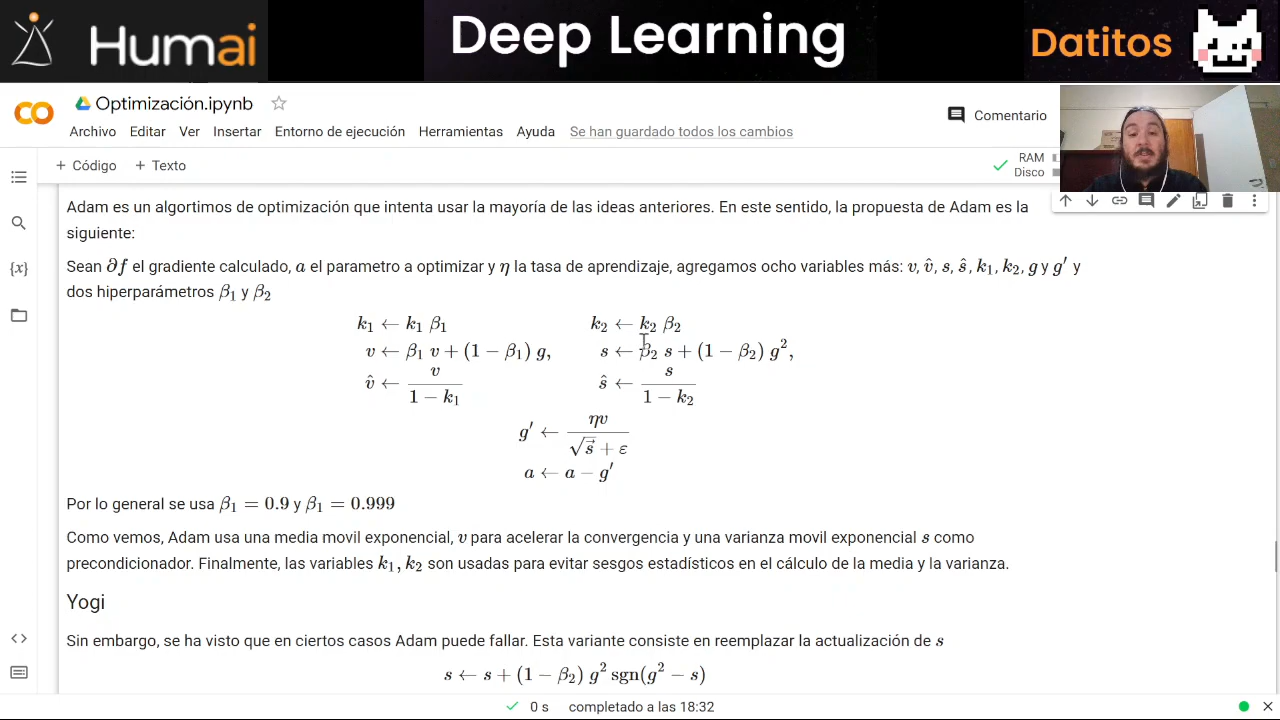 Humai
Deep Learning
Datitos
Optimización.ipynb
Archivo Editar Ver Insertar Entorno de ejecución Herramientas Ayuda Se han guardado todos los cambios
Comentario
+ Código + Texto
RAM
Disco
Adam es un algortimos de optimización que intenta usar la mayoría de las ideas anteriores. En este sentido, la propuesta de Adam es la
siguiente:
Sean ∂f el gradiente calculado, a el parametro a optimizar y η la tasa de aprendizaje, agregamos ocho variables más: v, v̂, s, ŝ, k₁, k₂, g y g′ y
dos hiperparámetros β₁ y β₂
k₁ ← k₁ β₁ k₂ ← k₂ β₂
v ← β₁ v + (1 − β₁) g, s ← β₂ s + (1 − β₂) g²,
v̂ ← v / (1 − k₁) ŝ ← s / (1 − k₂)
g′ ← ηv / (√s⃗ + ε)
a ← a − g′
Por lo general se usa β₁ = 0.9 y β₁ = 0.999
Como vemos, Adam usa una media movil exponencial, v para acelerar la convergencia y una varianza movil exponencial s como
precondicionador. Finalmente, las variables k₁, k₂ son usadas para evitar sesgos estadísticos en el cálculo de la media y la varianza.
Yogi
Sin embargo, se ha visto que en ciertos casos Adam puede fallar. Esta variante consiste en reemplazar la actualización de s
s ← s + (1 − β₂) g² sgn(g² − s)
0 s completado a las 18:32